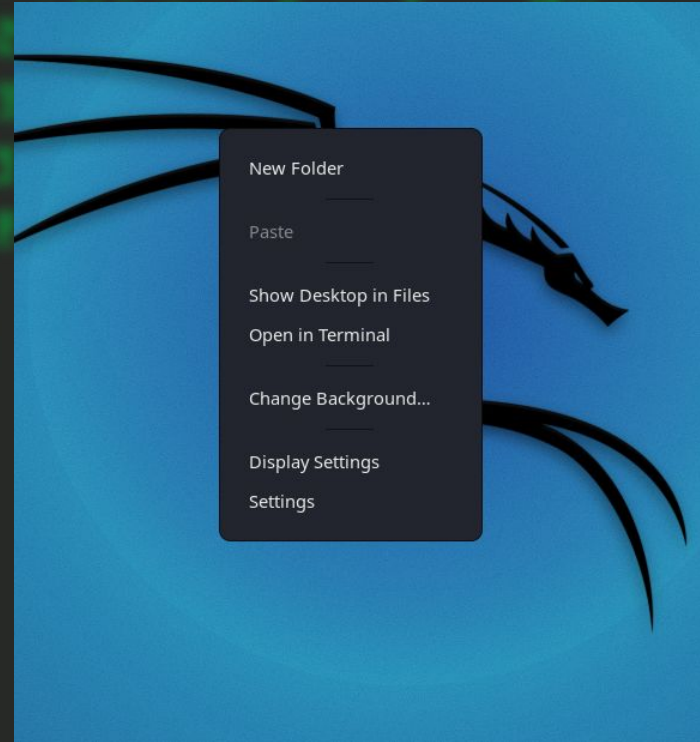 New Folder
Paste
Show Desktop in Files
Open in Terminal
Change Background...
Display Settings
Settings